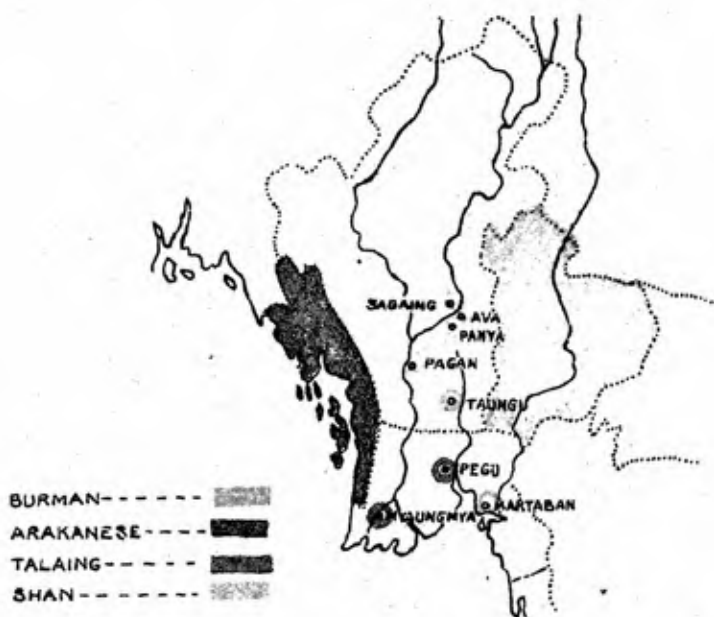 SAGAING
AVA
PANYA
PAGAN
TAUNGU
PEGU
MARTABAN
BURMAN------
ARAKANESE-----
TALAING------
SHAN------